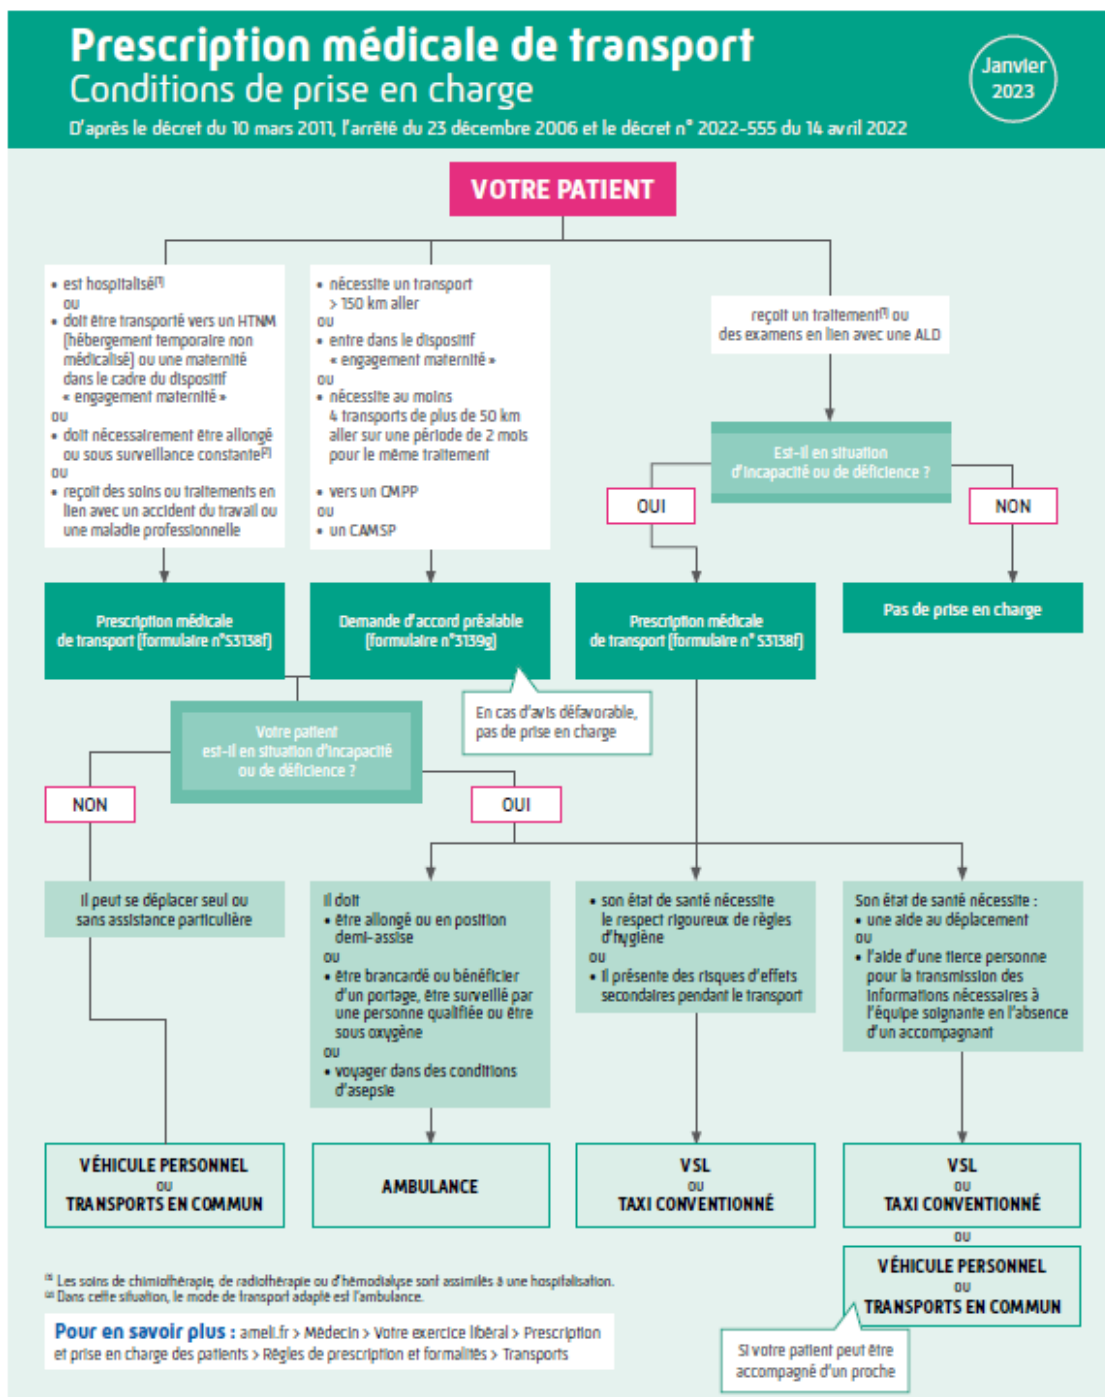 Prescription médicale de transport
Conditions de prise en charge
D'après le décret du 10 mars 2011, l'arrêté du 23 décembre 2006 et le décret n° 2022-555 du 14 avril 2022
Janvier
2023
VOTRE PATIENT
• est hospitalisé(1)
ou
• doit être transporté vers un HTNM
(hébergement temporaire non
médicalisé) ou une maternité
dans le cadre du dispositif
« engagement maternité »
ou
• doit nécessairement être allongé
ou sous surveillance constante(2)
ou
• reçoit des soins ou traitements en
lien avec un accident du travail ou
une maladie professionnelle
• nécessite un transport
> 150 km aller
ou
• entre dans le dispositif
« engagement maternité »
ou
• nécessite au moins
4 transports de plus de 50 km
aller sur une période de 2 mois
pour le même traitement
• vers un CMPP
ou
• un CAMSP
reçoit un traitement(1) ou
des examens en lien avec une ALD
Est-il en situation
d'incapacité ou de déficience ?
OUI
NON
Prescription médicale
de transport (formulaire n°S3138f)
Demande d'accord préalable
(formulaire n°3139g)
Prescription médicale
de transport (formulaire n° S3138f)
Pas de prise en charge
En cas d'avis défavorable,
pas de prise en charge
Votre patient
est-il en situation d'incapacité
ou de déficience ?
NON
OUI
Il peut se déplacer seul ou
sans assistance particulière
Il doit
• être allongé ou en position
demi-assise
ou
• être brancardé ou bénéficier
d'un portage, être surveillé par
une personne qualifiée ou être
sous oxygène
ou
• voyager dans des conditions
d'asepsie
• son état de santé nécessite
le respect rigoureux de règles
d'hygiène
ou
• il présente des risques d'effets
secondaires pendant le transport
Son état de santé nécessite :
• une aide au déplacement
ou
• l'aide d'une tierce personne
pour la transmission des
informations nécessaires à
l'équipe soignante en l'absence
d'un accompagnant
VÉHICULE PERSONNEL
ou
TRANSPORTS EN COMMUN
AMBULANCE
VSL
ou
TAXI CONVENTIONNÉ
VSL
ou
TAXI CONVENTIONNÉ
ou
VÉHICULE PERSONNEL
ou
TRANSPORTS EN COMMUN
Si votre patient peut être
accompagné d'un proche
(1) Les soins de chimiothérapie, de radiothérapie ou d'hémodialyse sont assimilés à une hospitalisation.
(2) Dans cette situation, le mode de transport adapté est l'ambulance.
Pour en savoir plus : ameli.fr > Médecin > Votre exercice libéral > Prescription
et prise en charge des patients > Règles de prescription et formalités > Transports